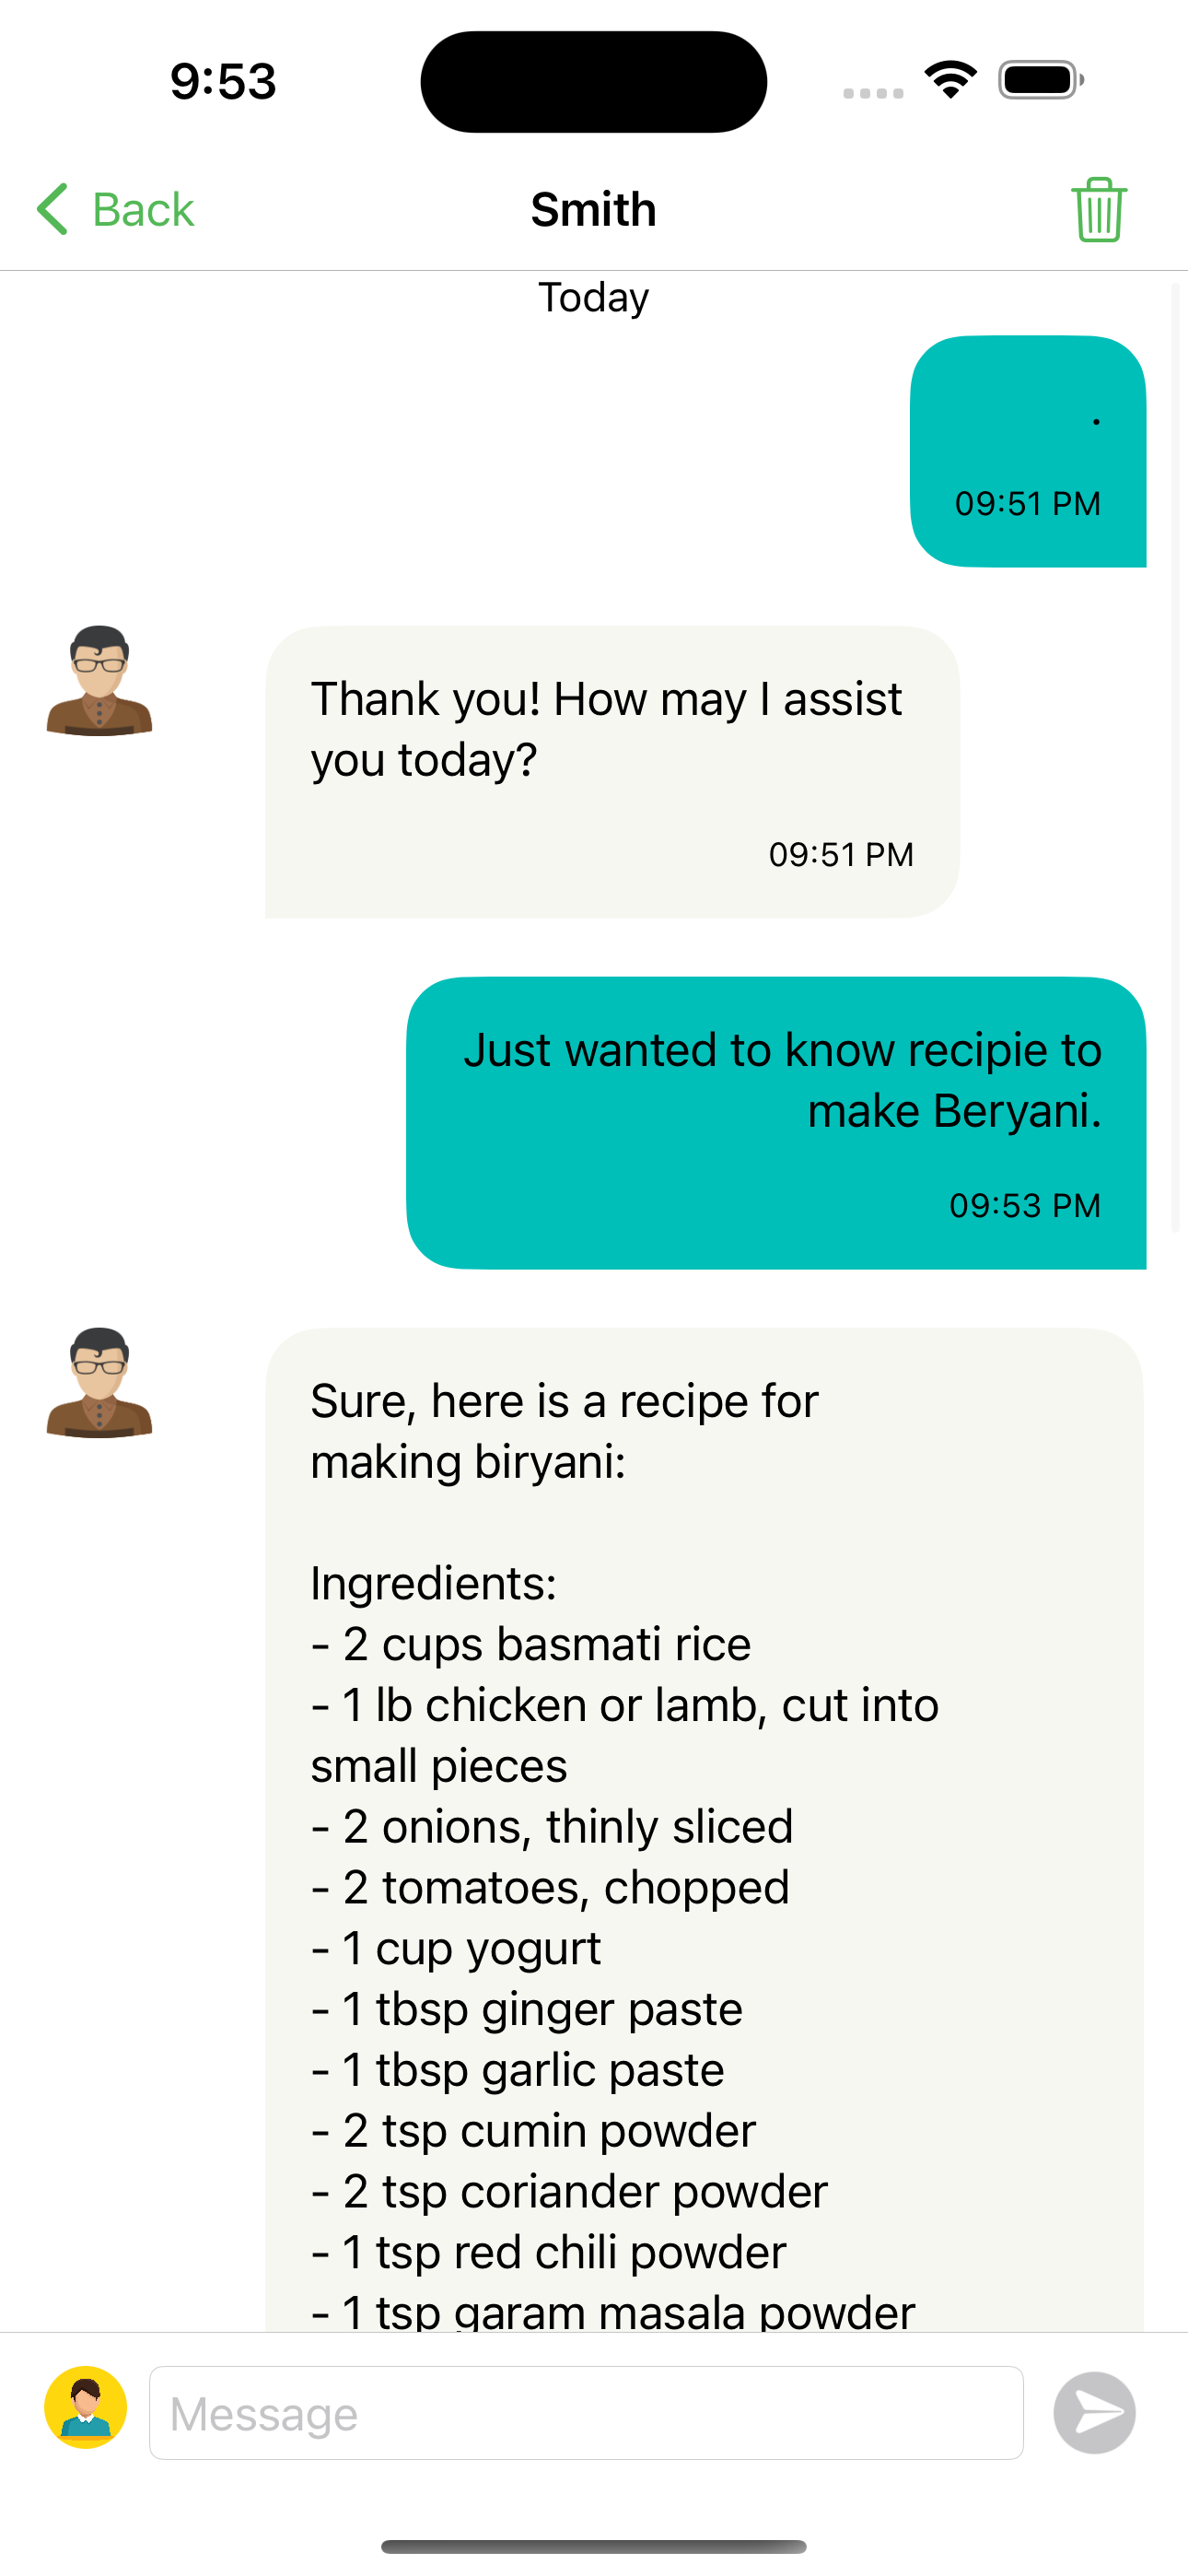 9:53
Back
Smith
Today
.
09:51 PM
Thank you! How may I assist
you today?
09:51 PM
Just wanted to know recipie to
make Beryani.
09:53 PM
Sure, here is a recipe for
making biryani:
Ingredients:
- 2 cups basmati rice
- 1 lb chicken or lamb, cut into
small pieces
- 2 onions, thinly sliced
- 2 tomatoes, chopped
- 1 cup yogurt
- 1 tbsp ginger paste
- 1 tbsp garlic paste
- 2 tsp cumin powder
- 2 tsp coriander powder
- 1 tsp red chili powder
- 1 tsp garam masala powder
Message